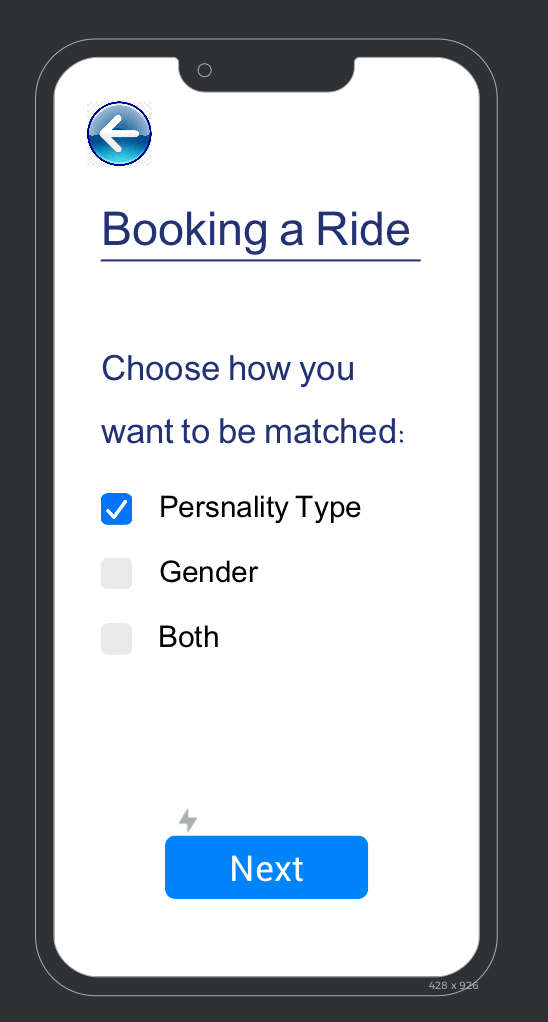 Booking a Ride
Choose how you
want to be matched:
Persnality Type
Gender
Both
Next
428 x 926